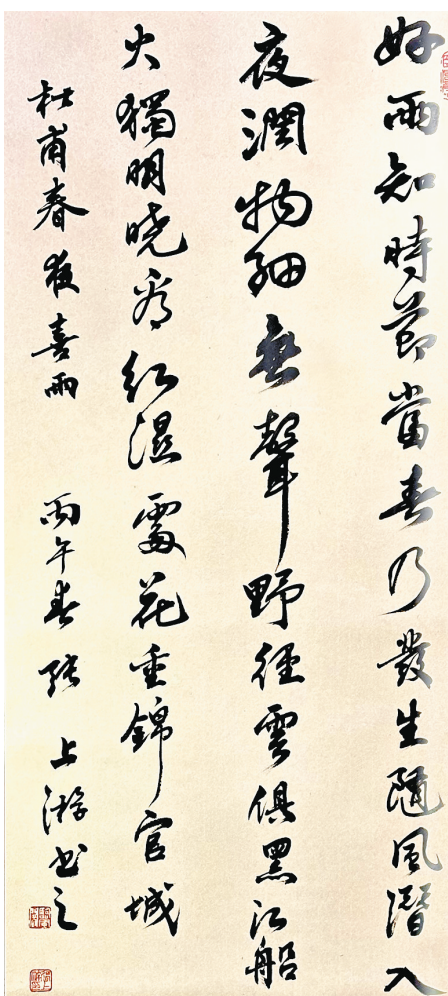 好雨知時節當春乃發生隨風潛入
夜潤物細無聲野徑雲俱黑江船
火獨明曉看紅濕處花重錦官城
杜甫春夜喜雨 丙午春 張上游書之